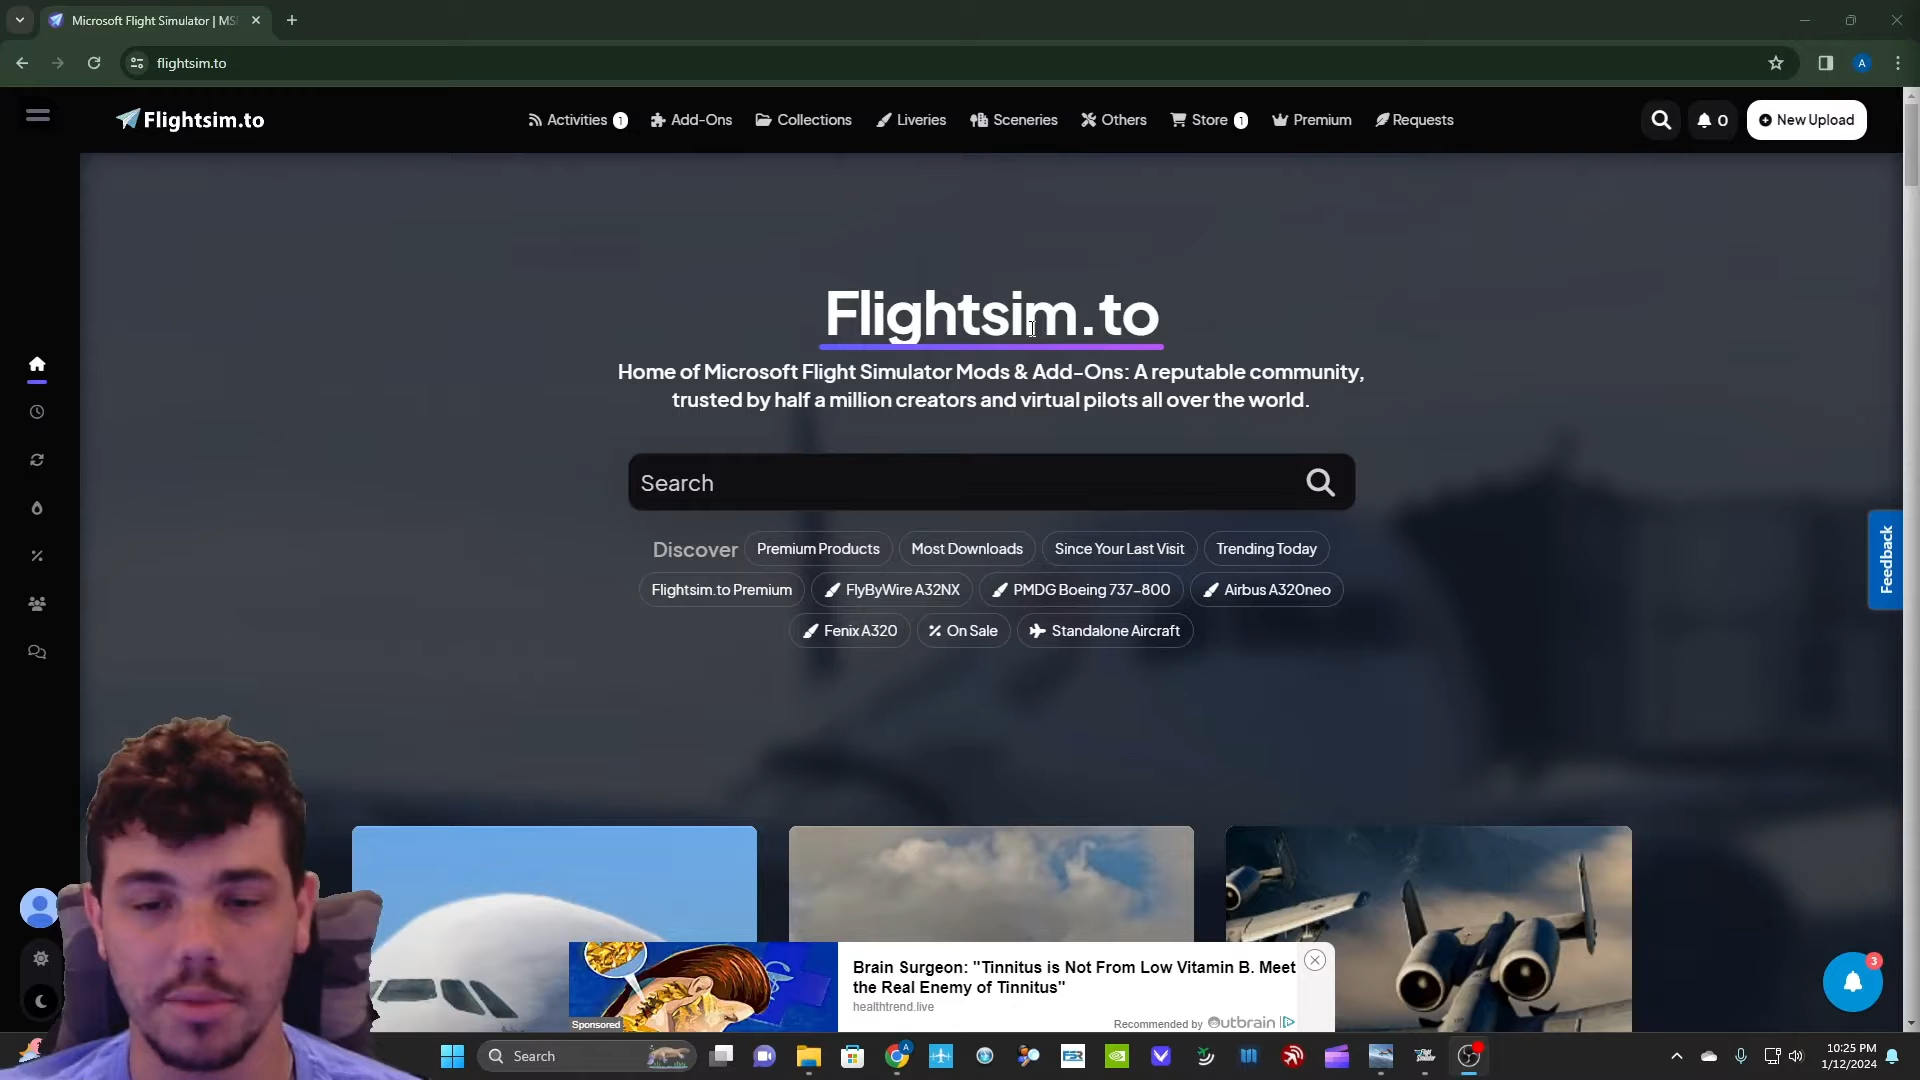 Microsoft Flight Simulator | MS
flightsim.to
A
Flightsim.to
Activities 1
Add-Ons
Collections
Liveries
Sceneries
Others
Store 1
Premium
Requests
0
New Upload
Flightsim.to
Home of Microsoft Flight Simulator Mods & Add-Ons: A reputable community,
trusted by half a million creators and virtual pilots all over the world.
Search
Discover
Premium Products
Most Downloads
Since Your Last Visit
Trending Today
Flightsim.to Premium
FlyByWire A32NX
PMDG Boeing 737-800
Airbus A320neo
Fenix A320
On Sale
Standalone Aircraft
Feedback
Brain Surgeon: "Tinnitus is Not From Low Vitamin B. Meet
the Real Enemy of Tinnitus"
healthtrend.live
Sponsored
Recommended by Outbrain
3
Search
A
FSR
10:25 PM
1/12/2024